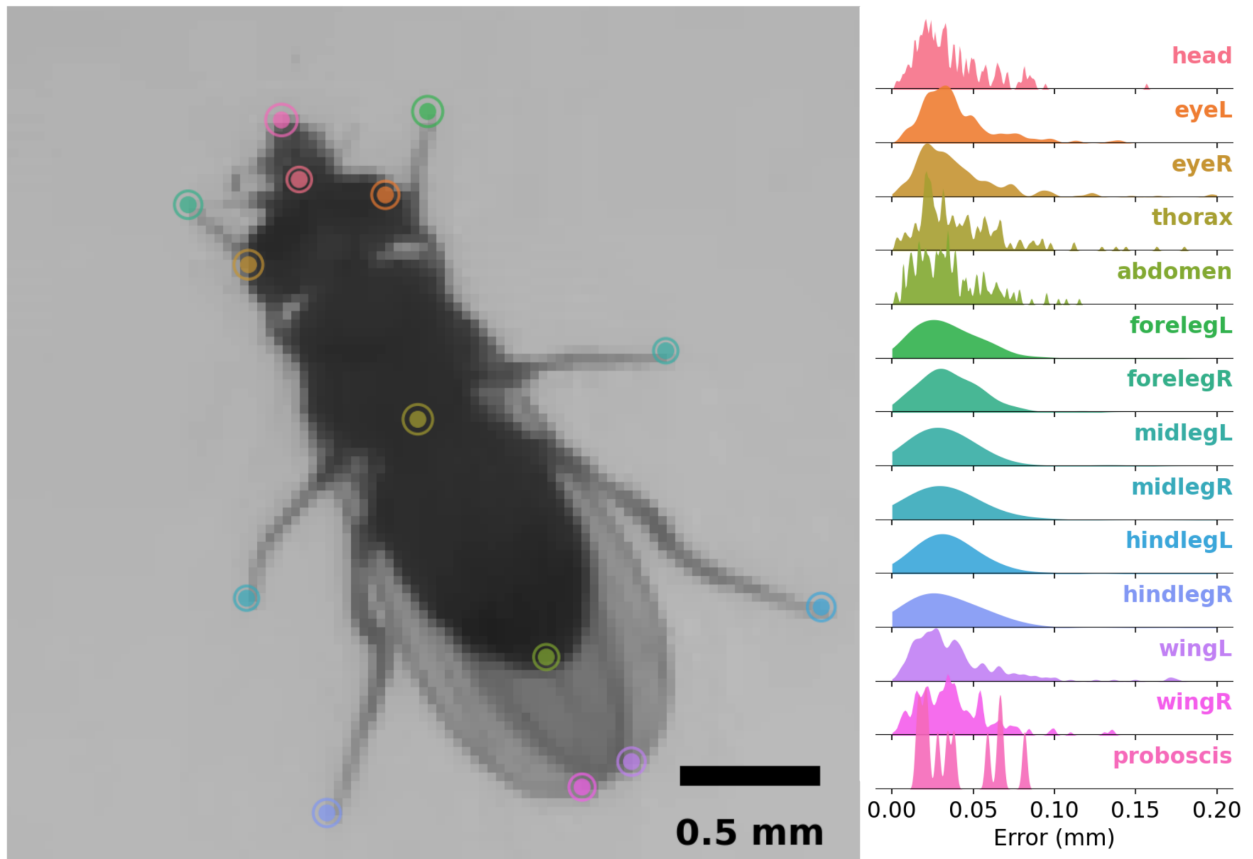 head
eyeL
eyeR
thorax
abdomen
forelegL
forelegR
midlegL
midlegR
hindlegL
hindlegR
wingL
wingR
proboscis
0.5 mm
0.00 0.05 0.10 0.15 0.20
Error (mm)